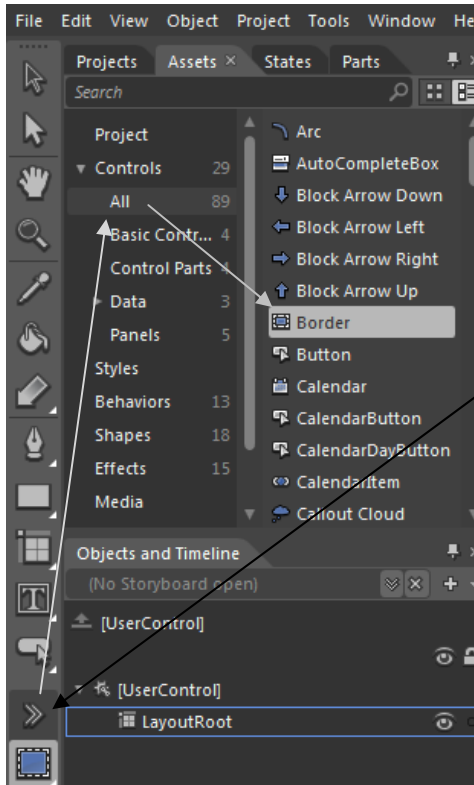 File Edit View Object Project Tools Window He
Projects Assets × States Parts
Search
Project
Controls 29
All 89
Basic Contr... 4
Control Parts 4
Data 3
Panels 5
Styles
Behaviors 13
Shapes 18
Effects 15
Media
Arc
AutoCompleteBox
Block Arrow Down
Block Arrow Left
Block Arrow Right
Block Arrow Up
Border
Button
Calendar
CalendarButton
CalendarDayButton
CalendarItem
Callout Cloud
Objects and Timeline
(No Storyboard open)
[UserControl]
[UserControl]
LayoutRoot
T